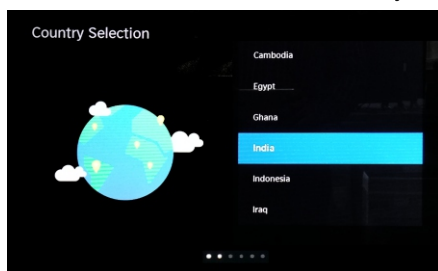 Country Selection
Cambodia
Egypt
Ghana
India
Indonesia
Iraq